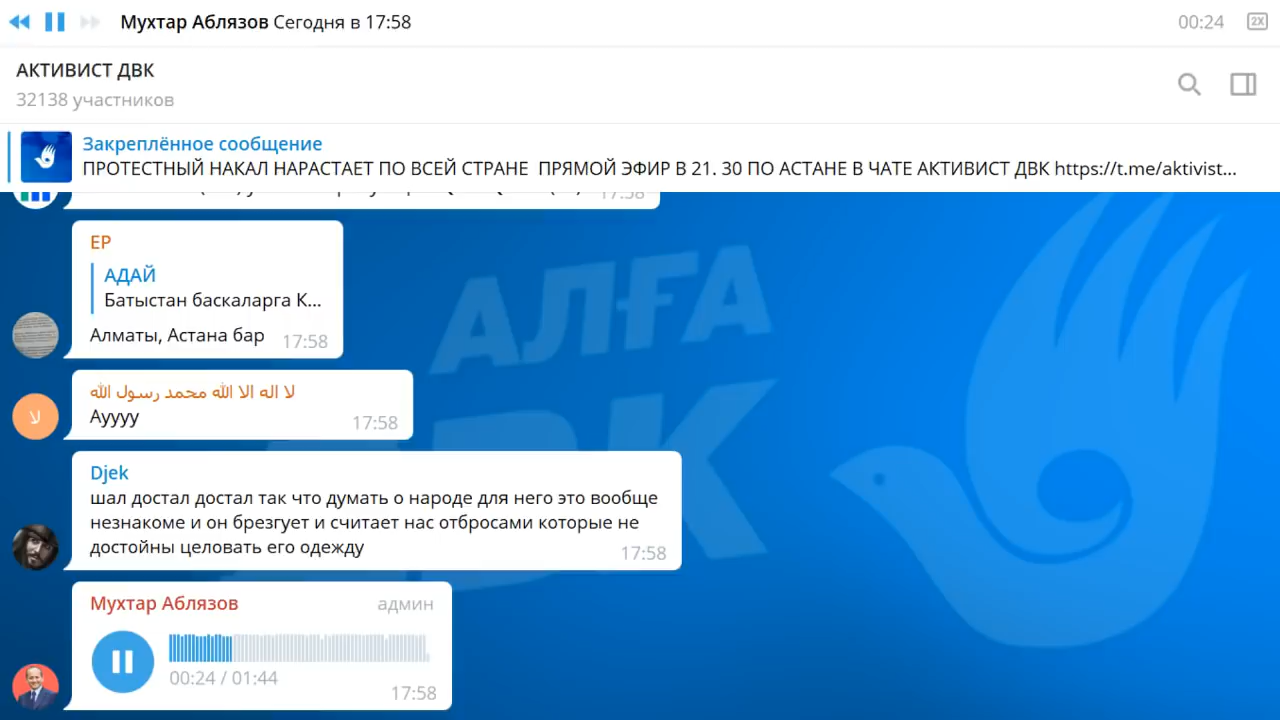 Мухтар Аблязов Сегодня в 17:58
00:24
2X
АКТИВИСТ ДВК
32138 участников
Закреплённое сообщение
ПРОТЕСТНЫЙ НАКАЛ НАРАСТАЕТ ПО ВСЕЙ СТРАНЕ ПРЯМОЙ ЭФИР В 21. 30 ПО АСТАНЕ В ЧАТЕ АКТИВИСТ ДВК https://t.me/aktivist...
17:58
ЕР
АДАЙ
Батыстан баскаларга К...
Алматы, Астана бар
17:58
لا اله الا الله محمد رسول الله
لا
Ауууу
17:58
Djek
шал достал достал так что думать о народе для него это вообще
незнакоме и он брезгует и считает нас отбросами которые не
достойны целовать его одежду
17:58
Мухтар Аблязов
админ
00:24 / 01:44
17:58
АЛҒА
ДВК